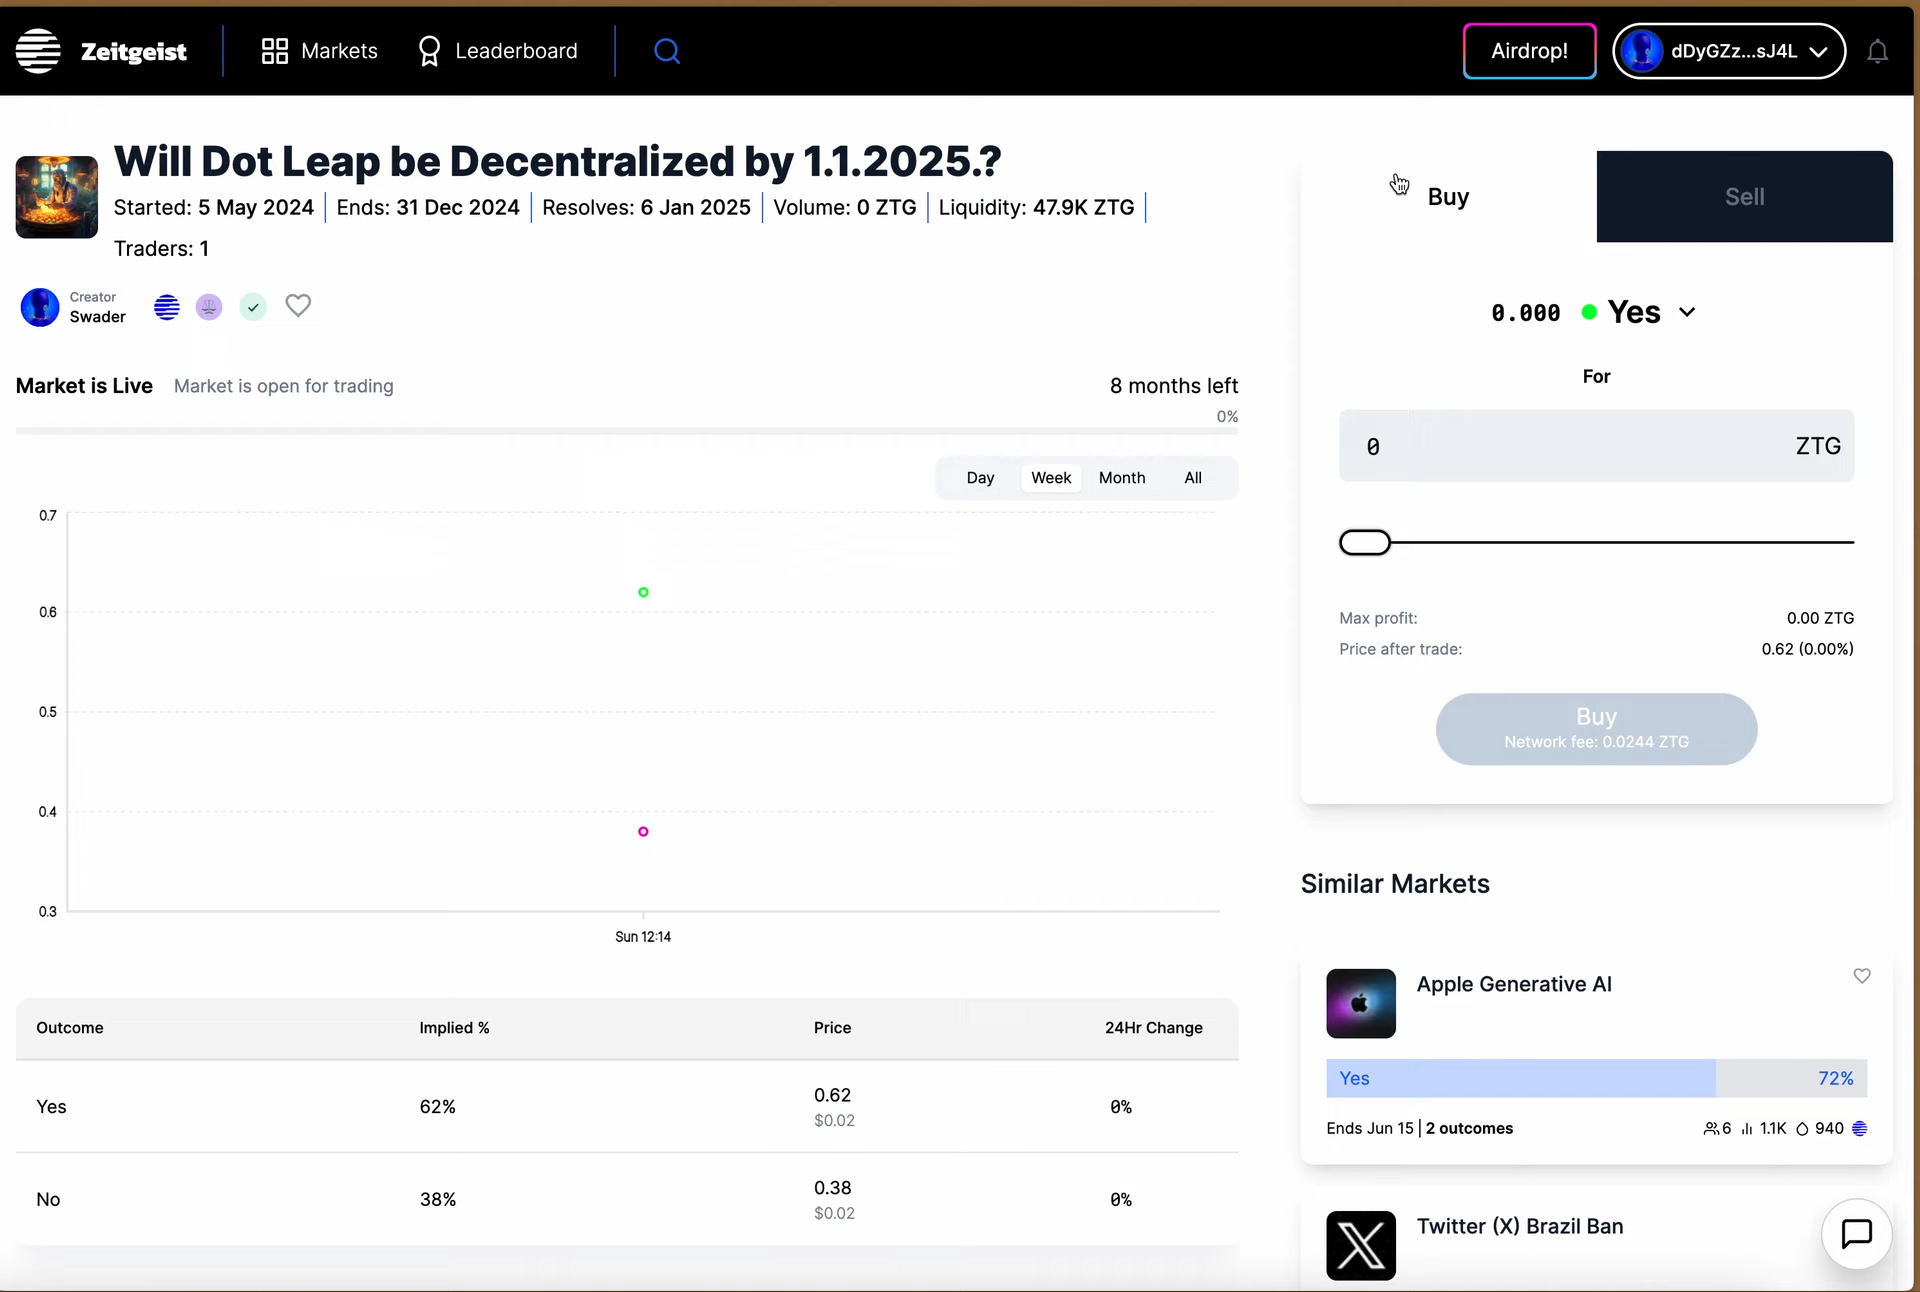 Zeitgeist
Markets
Leaderboard
Airdrop!
dDyGZz...sJ4L
Will Dot Leap be Decentralized by 1.1.2025.?
Started: 5 May 2024 | Ends: 31 Dec 2024 | Resolves: 6 Jan 2025 | Volume: 0 ZTG | Liquidity: 47.9K ZTG |
Traders: 1
Creator
Swader
Market is Live Market is open for trading 8 months left
0%
Day Week Month All
0.7
0.6
0.5
0.4
0.3
Sun 12:14
Outcome Implied % Price 24Hr Change
Yes 62% 0.62 0%
$0.02
No 38% 0.38 0%
$0.02
Buy Sell
0.000 Yes
For
0 ZTG
Max profit: 0.00 ZTG
Price after trade: 0.62 (0.00%)
Buy
Network fee: 0.0244 ZTG
Similar Markets
Apple Generative AI
Yes 72%
Ends Jun 15 | 2 outcomes 6 1.1K 940
Twitter (X) Brazil Ban